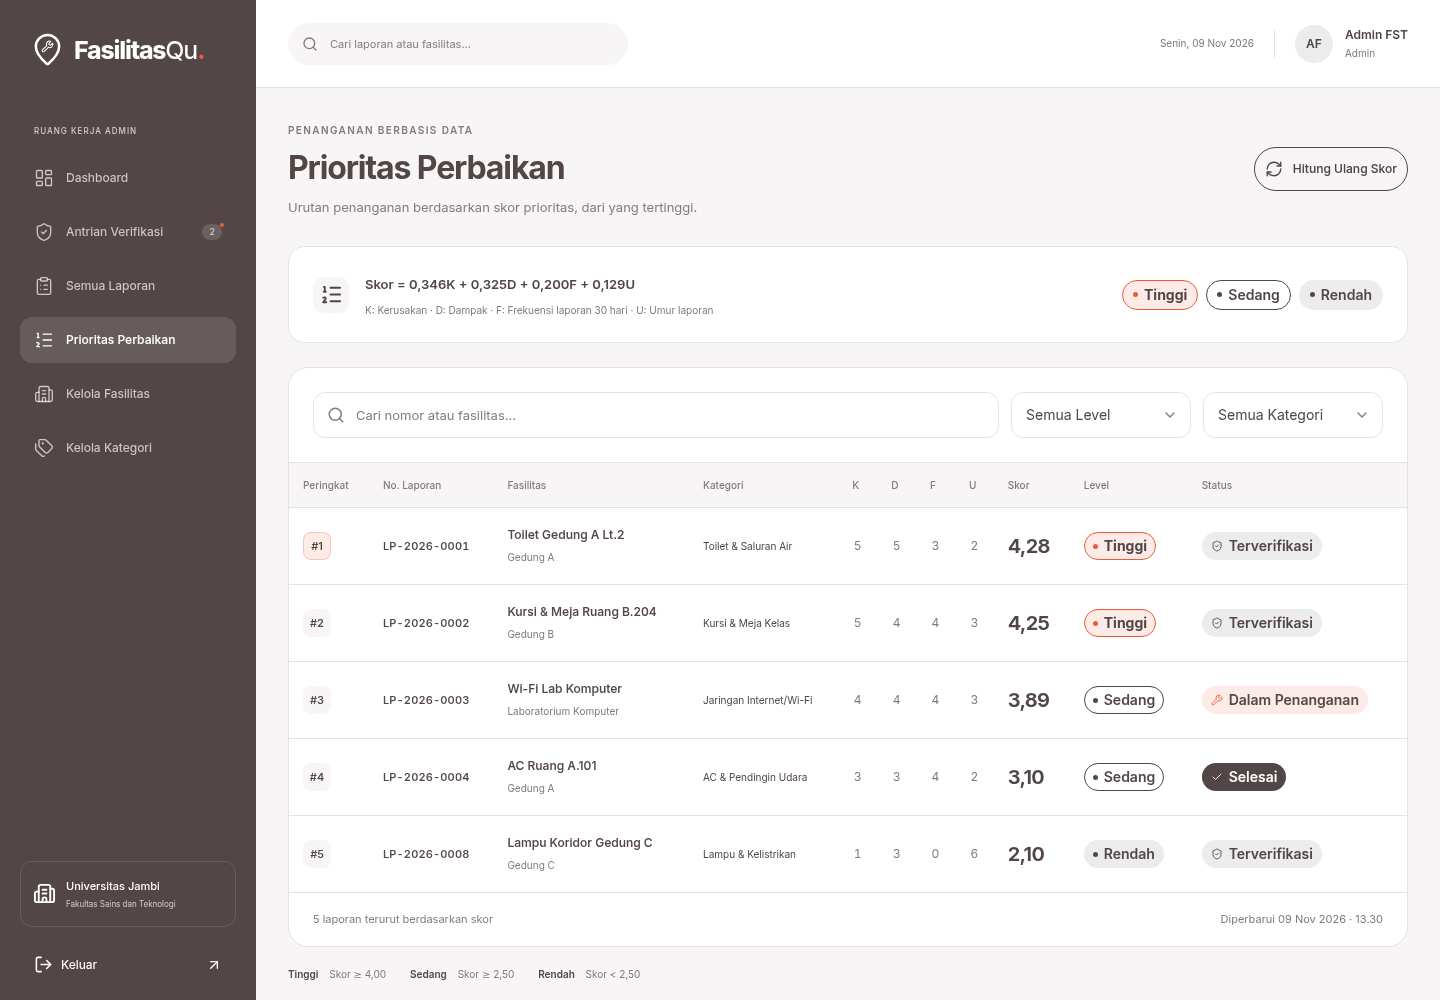 FasilitasQu.
Cari laporan atau fasilitas...
Senin, 09 Nov 2026
AF
Admin FST
Admin
RUANG KERJA ADMIN
Dashboard
Antrian Verifikasi
2
Semua Laporan
Prioritas Perbaikan
Kelola Fasilitas
Kelola Kategori
Universitas Jambi
Fakultas Sains dan Teknologi
Keluar
PENANGANAN BERBASIS DATA
Prioritas Perbaikan
Urutan penanganan berdasarkan skor prioritas, dari yang tertinggi.
Hitung Ulang Skor
Skor = 0,346K + 0,325D + 0,200F + 0,129U
K: Kerusakan · D: Dampak · F: Frekuensi laporan 30 hari · U: Umur laporan
Tinggi Sedang Rendah
Cari nomor atau fasilitas...
Semua Level
Semua Kategori
Peringkat No. Laporan Fasilitas Kategori K D F U Skor Level Status
#1 LP-2026-0001 Toilet Gedung A Lt.2 Toilet & Saluran Air 5 5 3 2 4,28 Tinggi Terverifikasi
Gedung A
#2 LP-2026-0002 Kursi & Meja Ruang B.204 Kursi & Meja Kelas 5 4 4 3 4,25 Tinggi Terverifikasi
Gedung B
#3 LP-2026-0003 Wi-Fi Lab Komputer Jaringan Internet/Wi-Fi 4 4 4 3 3,89 Sedang Dalam Penanganan
Laboratorium Komputer
#4 LP-2026-0004 AC Ruang A.101 AC & Pendingin Udara 3 3 4 2 3,10 Sedang Selesai
Gedung A
#5 LP-2026-0008 Lampu Koridor Gedung C Lampu & Kelistrikan 1 3 0 6 2,10 Rendah Terverifikasi
Gedung C
5 laporan terurut berdasarkan skor
Diperbarui 09 Nov 2026 · 13.30
Tinggi Skor ≥ 4,00 Sedang Skor ≥ 2,50 Rendah Skor < 2,50